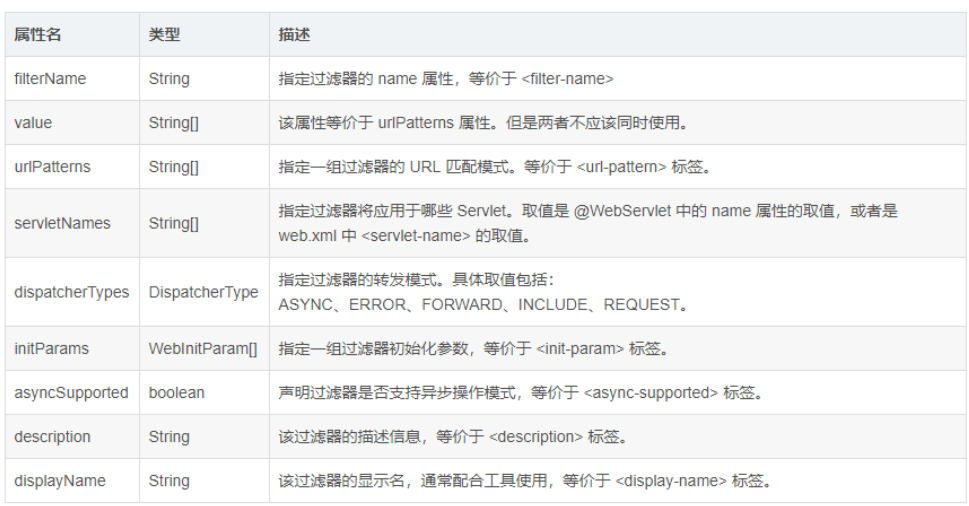 属性名 类型 描述
filterName String 指定过滤器的 name 属性，等价于 <filter-name>
value String[] 该属性等价于 urlPatterns 属性。但是两者不应该同时使用。
urlPatterns String[] 指定一组过滤器的 URL 匹配模式。等价于 <url-pattern> 标签。
servletNames String[] 指定过滤器将应用于哪些 Servlet。取值是 @WebServlet 中的 name 属性的取值，或者是
web.xml 中 <servlet-name> 的取值。
dispatcherTypes DispatcherType 指定过滤器的转发模式。具体取值包括：
ASYNC、ERROR、FORWARD、INCLUDE、REQUEST。
initParams WebInitParam[] 指定一组过滤器初始化参数，等价于 <init-param> 标签。
asyncSupported boolean 声明过滤器是否支持异步操作模式，等价于 <async-supported> 标签。
description String 该过滤器的描述信息，等价于 <description> 标签。
displayName String 该过滤器的显示名，通常配合工具使用，等价于 <display-name> 标签。